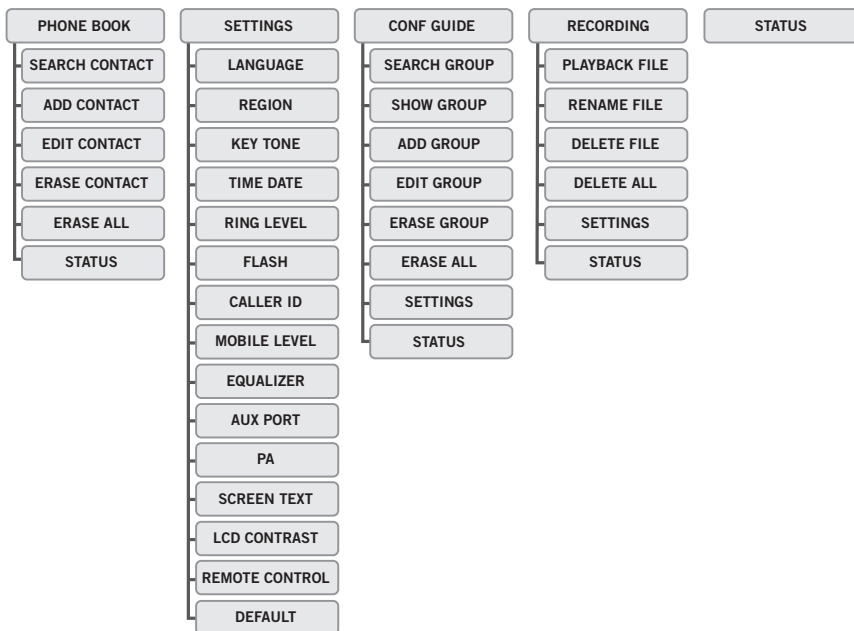 PHONE BOOK
SEARCH CONTACT
ADD CONTACT
EDIT CONTACT
ERASE CONTACT
ERASE ALL
STATUS
SETTINGS
LANGUAGE
REGION
KEY TONE
TIME DATE
RING LEVEL
FLASH
CALLER ID
MOBILE LEVEL
EQUALIZER
AUX PORT
PA
SCREEN TEXT
LCD CONTRAST
REMOTE CONTROL
DEFAULT
CONF GUIDE
SEARCH GROUP
SHOW GROUP
ADD GROUP
EDIT GROUP
ERASE GROUP
ERASE ALL
SETTINGS
STATUS
RECORDING
PLAYBACK FILE
RENAME FILE
DELETE FILE
DELETE ALL
SETTINGS
STATUS
STATUS